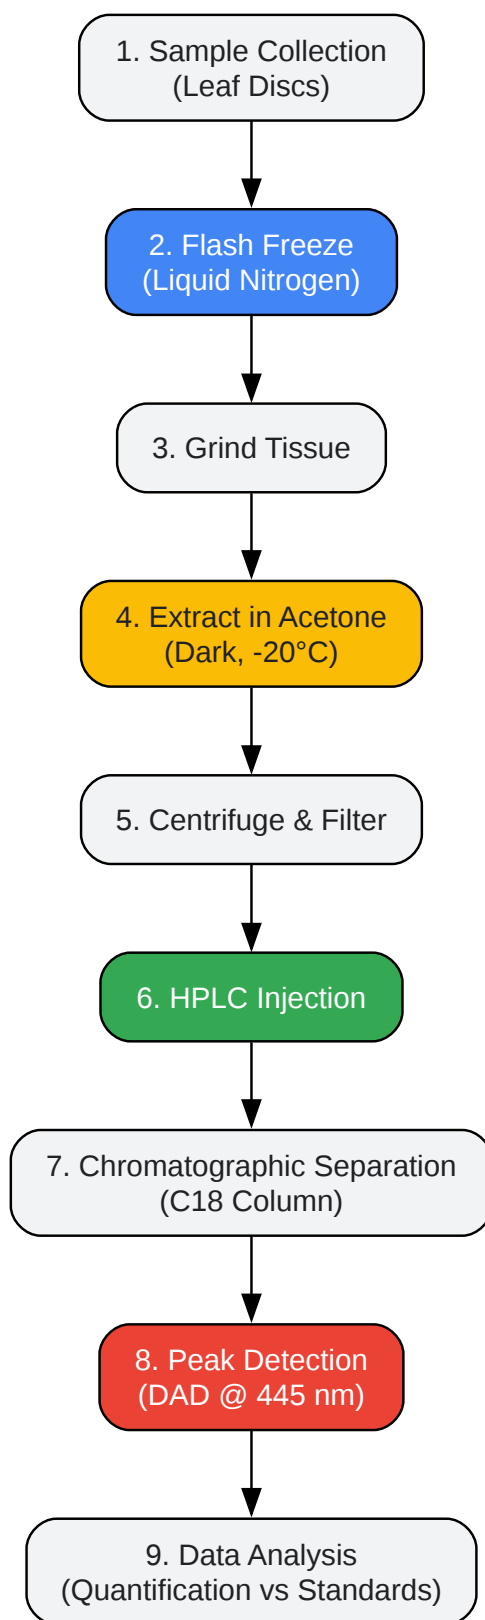 1. Sample Collection
(Leaf Discs)
2. Flash Freeze
(Liquid Nitrogen)
3. Grind Tissue
4. Extract in Acetone
(Dark, -20°C)
5. Centrifuge & Filter
6. HPLC Injection
7. Chromatographic Separation
(C18 Column)
8. Peak Detection
(DAD @ 445 nm)
9. Data Analysis
(Quantification vs Standards)